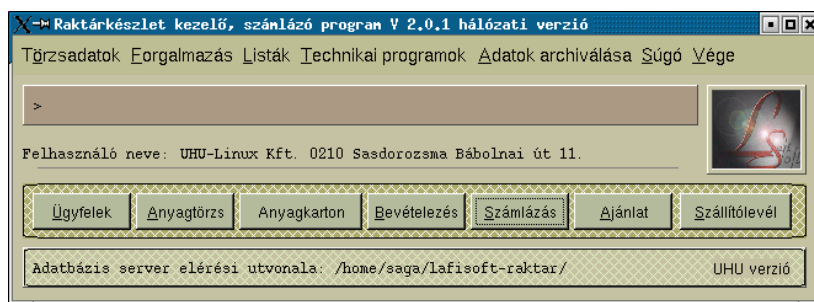 Raktárkészlet kezelő, számlázó program V 2.0.1 hálózati verzió
Törzsadatok Forgalmazás Listák Technikai programok Adatok archiválása Súgó Vége
>
Felhasználó neve: UHU-Linux Kft. 0210 Sasdorozsma Bábolnai út 11.
Ügyfelek Anyagtörzs Anyagkarton Bevételezés Számlázás Ajánlat Szállítólevél
Adatbázis server elérési utvonala: /home/saga/lafisoft-raktar/ UHU verzió